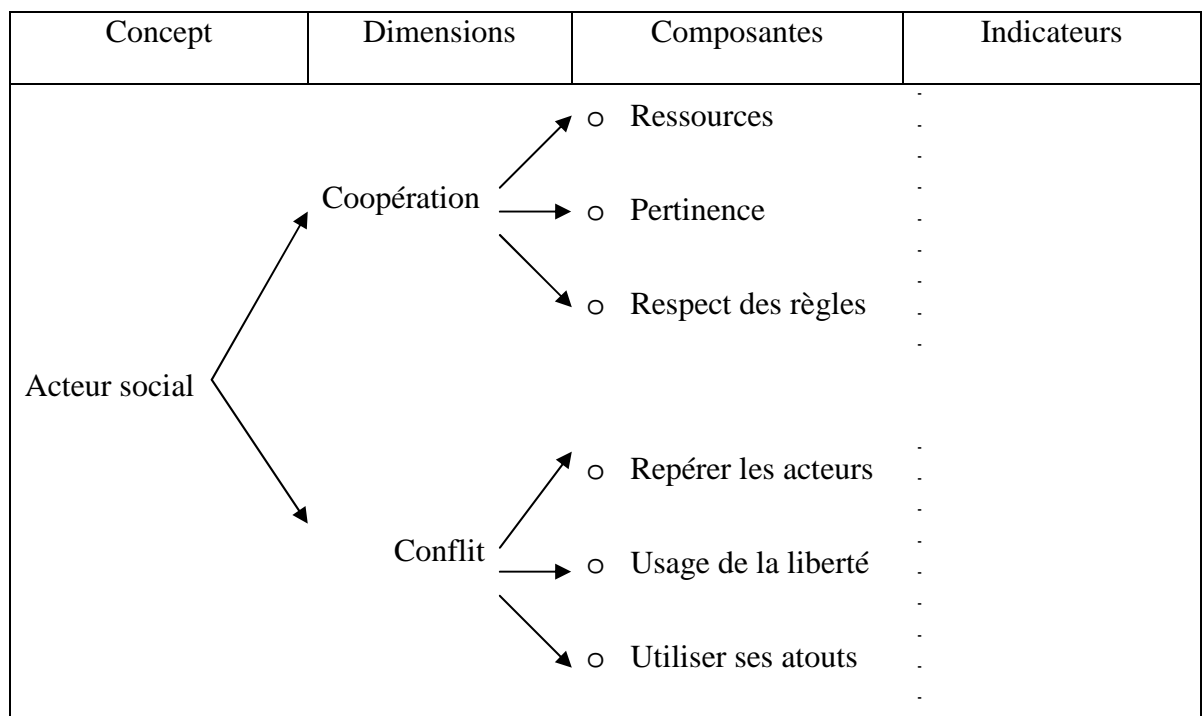 Concept Dimensions Composantes Indicateurs
o Ressources
Coopération
o Pertinence
o Respect des règles
Acteur social
o Repérer les acteurs
Conflit
o Usage de la liberté
o Utiliser ses atouts